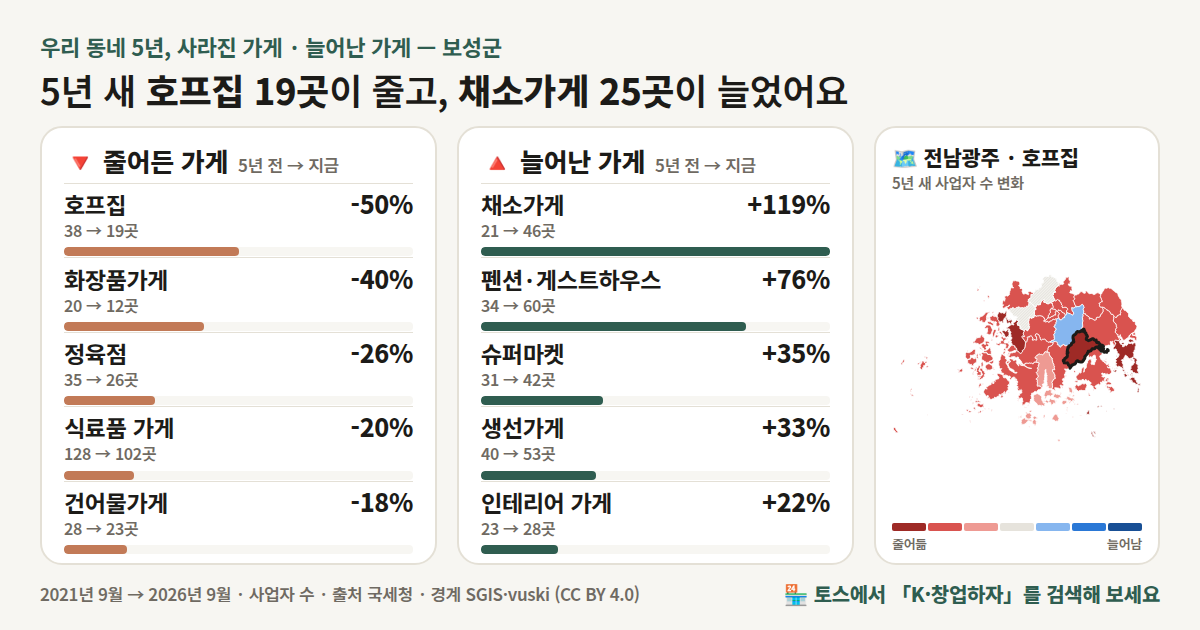 우리 동네 5년, 사라진 가게 · 늘어난 가게 — 보성군
5년 새 호프집 19곳이 줄고, 채소가게 25곳이 늘었어요
🔻 줄어든 가게 5년 전 → 지금
호프집 -50%
38 → 19곳
화장품가게 -40%
20 → 12곳
정육점 -26%
35 → 26곳
식료품 가게 -20%
128 → 102곳
건어물가게 -18%
28 → 23곳
🔺 늘어난 가게 5년 전 → 지금
채소가게 +119%
21 → 46곳
펜션·게스트하우스 +76%
34 → 60곳
슈퍼마켓 +35%
31 → 42곳
생선가게 +33%
40 → 53곳
인테리어 가게 +22%
23 → 28곳
🗺️ 전남광주 · 호프집
5년 새 사업자 수 변화
줄어듦 늘어남
2021년 9월 → 2026년 9월 · 사업자 수 · 출처 국세청 · 경계 SGIS·vuski (CC BY 4.0)
🏪 토스에서 「K·창업하자」를 검색해 보세요